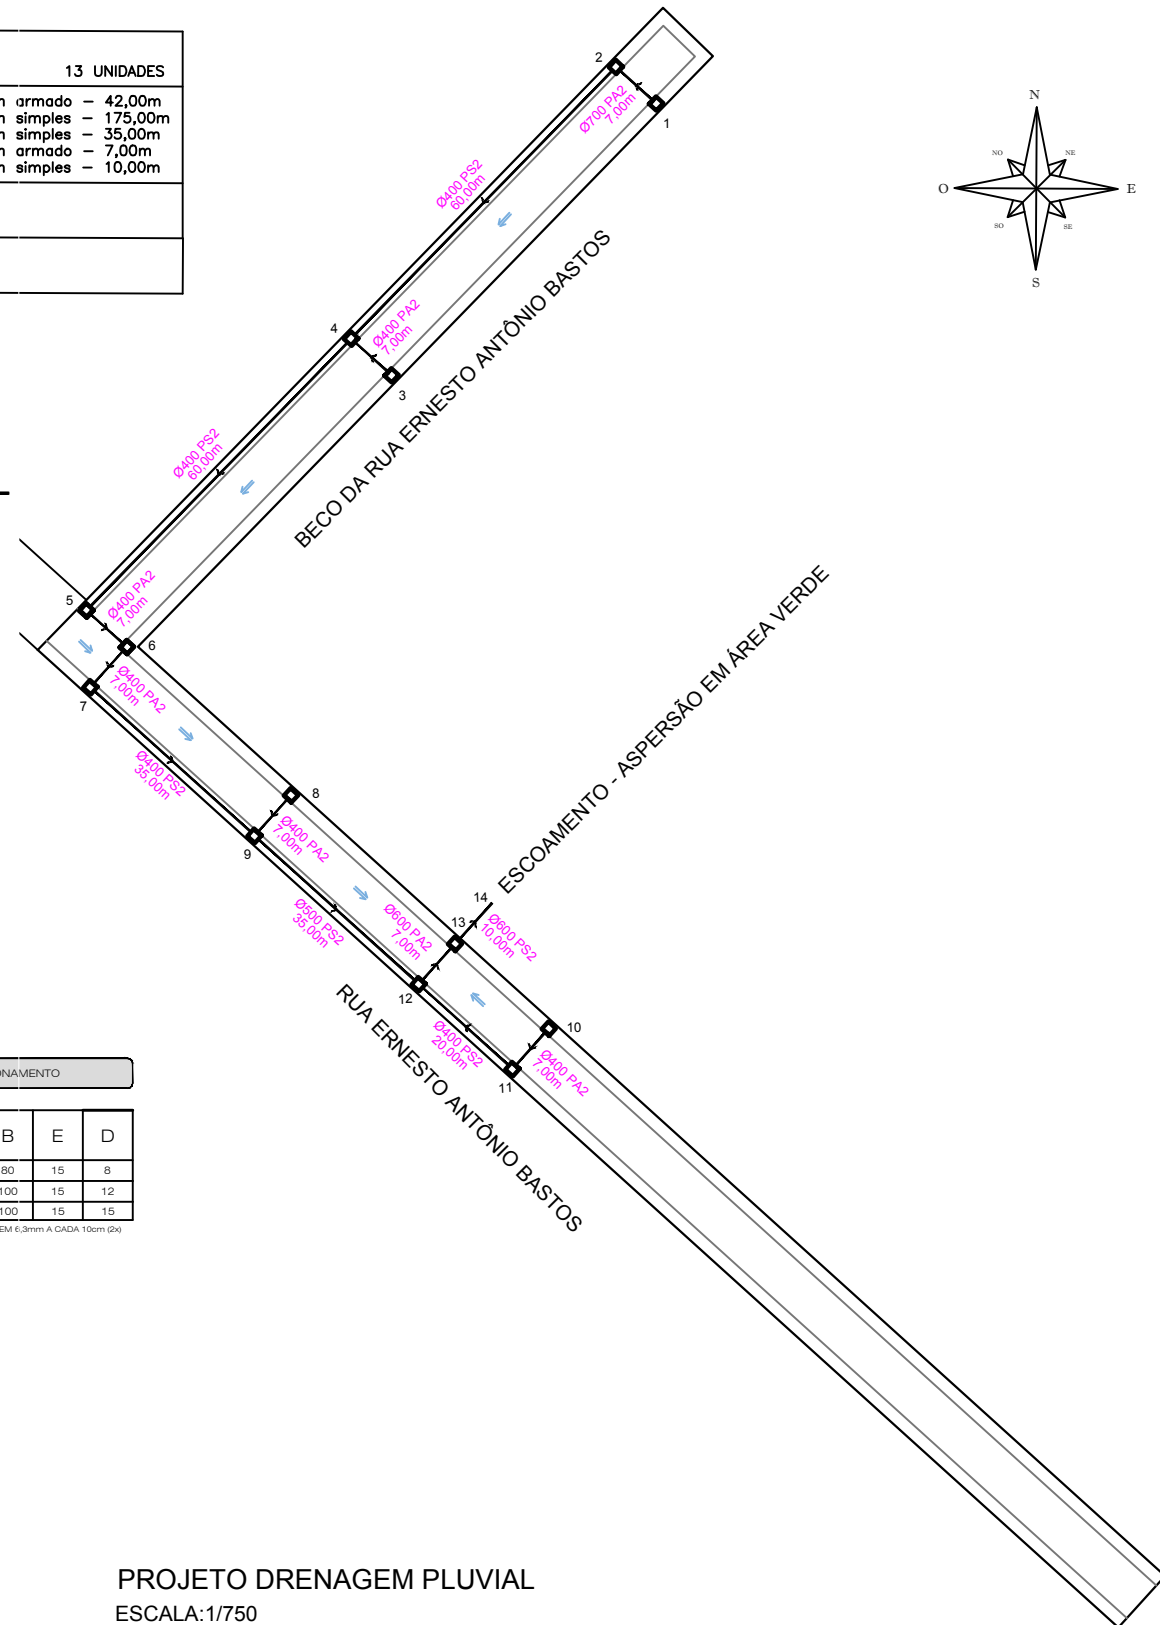 13 UNIDADES
armado – 42,00m
simples – 175,00m
simples – 35,00m
armado – 7,00m
simples – 10,00m
N
NO
NE
O
E
SO
SE
S
2
1
Ø700 PA2
7,00m
Ø400 PS2
60,00m
4
3
Ø400 PA2
7,00m
BECO DA RUA ERNESTO ANTÔNIO BASTOS
Ø400 PS2
60,00m
5
6
Ø400 PA2
7,00m
7
Ø400 PA2
7,00m
Ø400 PS2
35,00m
8
9
Ø400 PA2
7,00m
Ø500 PS2
35,00m
ESCOAMENTO - ASPERSÃO EM ÁREA VERDE
14
13
Ø600 PS2
10,00m
Ø600 PA2
7,00m
12
10
11
Ø400 PS2
20,00m
Ø400 PA2
7,00m
RUA ERNESTO ANTÔNIO BASTOS
B E D
80 15 8
100 15 12
100 15 15
EM 6,3mm A CADA 10cm (2x)
PROJETO DRENAGEM PLUVIAL
ESCALA:1/750